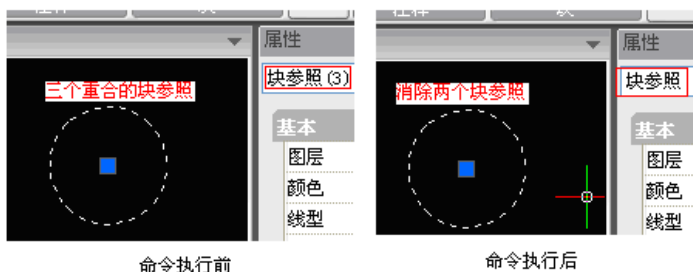 属性
块参照 (3)
三个重合的块参照
基本
图层
颜色
线型
命令执行前
属性
块参照
消除两个块参照
基本
图层
颜色
线型
命令执行后